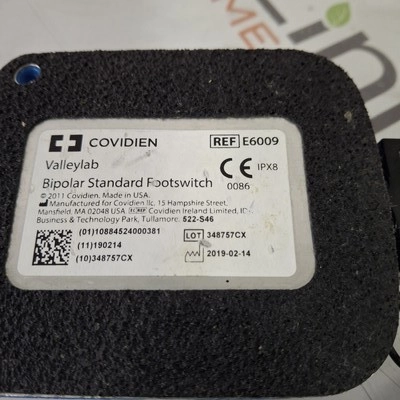 COVIDIEN
REF E6009
Valleylab
CE IPX8
0086
Bipolar Standard Footswitch
© 2011 Covidien. Made in USA.
Manufactured for Covidien llc, 15 Hampshire Street,
Mansfield, MA 02048 USA. Covidien Ireland Limited,
Business & Technology Park, Tullamore. 522-S46
(01)10884524000381
(11)190214
(10)348757CX
LOT 348757CX
2019-02-14